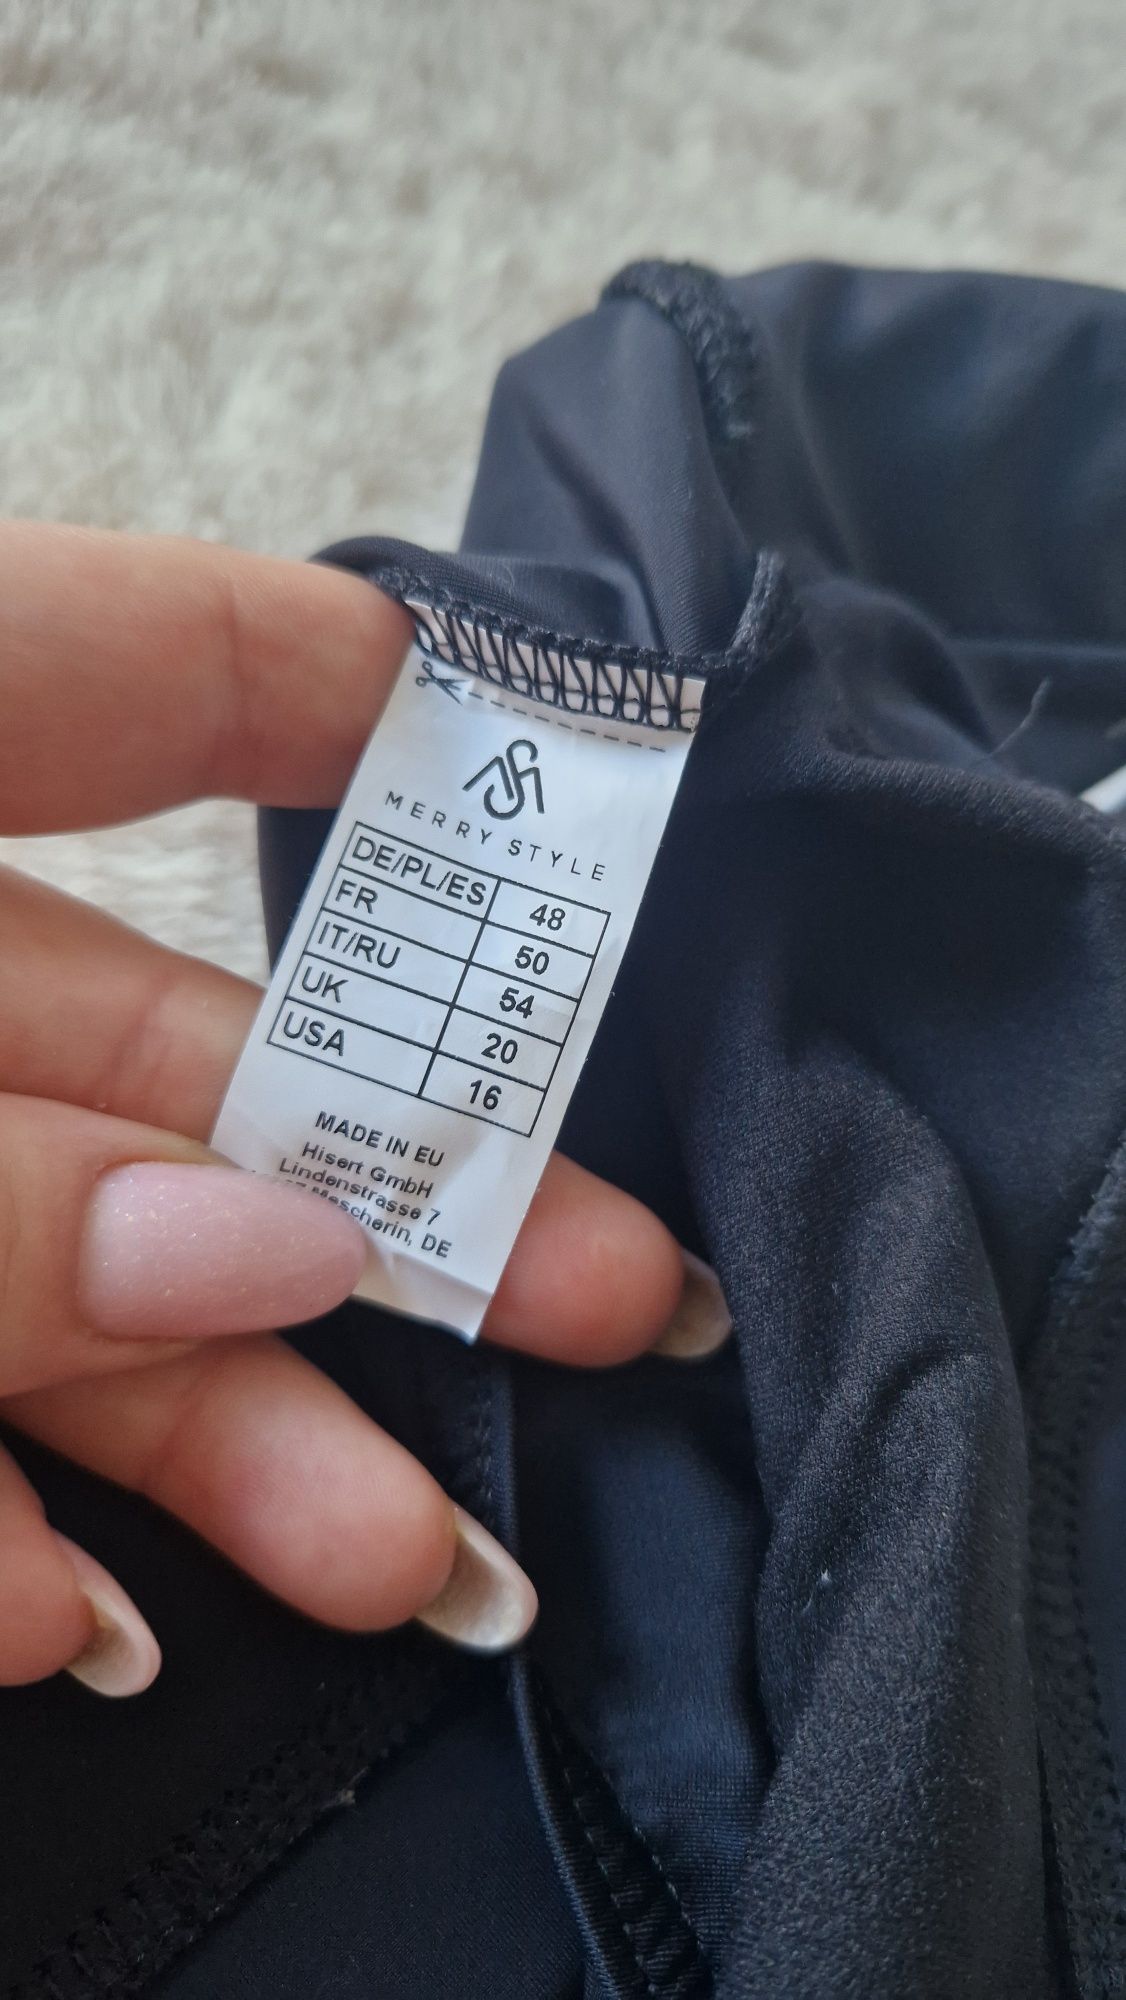 MERRY STYLE
DE/PL/ES 48
FR 50
IT/RU 54
UK 20
USA 16
MADE IN EU
Hisert GmbH
Lindenstrasse 7
Mescherin, DE